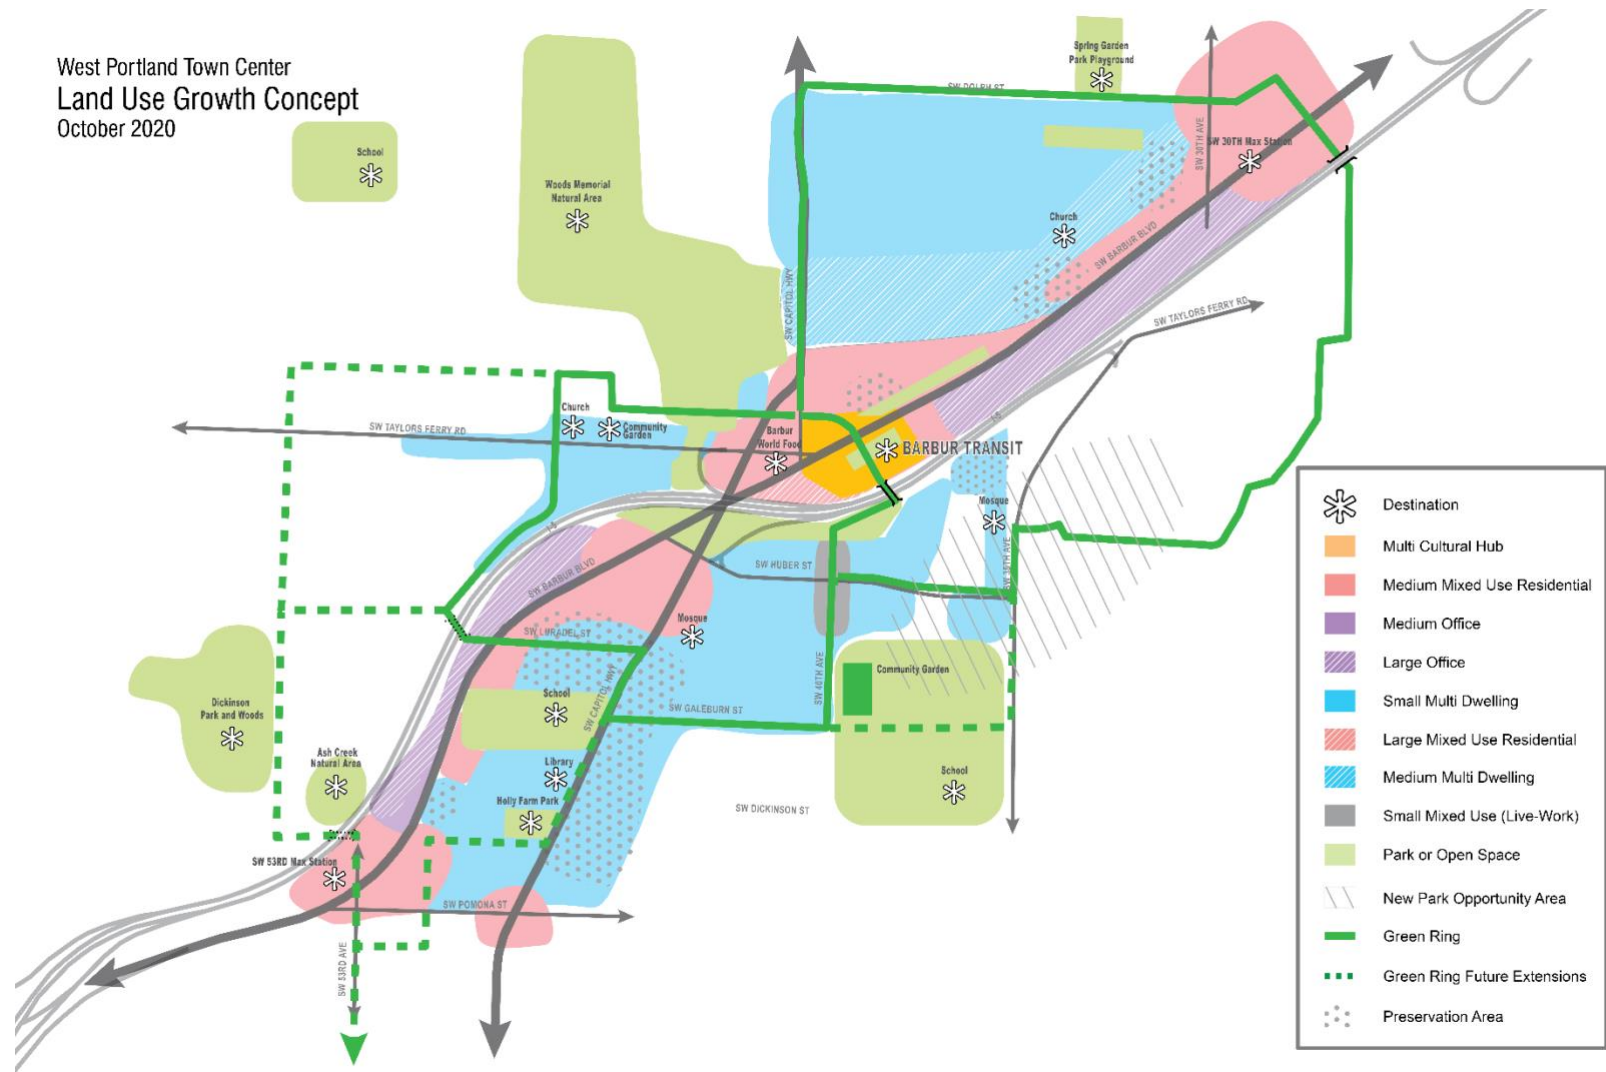 West Portland Town Center
Land Use Growth Concept
October 2020
Spring Garden
Park Playground
SW DOLPH ST
School
SW 30TH AVE
SW 30TH Max Station
Woods Memorial
Natural Area
Church
SW BARBUR BLVD
SW CAPITOL HWY
SW TAYLORS FERRY RD
Church
Community
Garden
SW TAYLORS FERRY RD
Barbur
World Food
I-5
BARBUR TRANSIT
Mosque
I-5
SW HUBER ST
SW 35TH AVE
SW BARBUR BLVD
Mosque
SW LURADEL ST
Community Garden
SW 40TH AVE
SW CAPITOL HWY
School
SW GALEBURN ST
Dickinson
Park and Woods
Ash Creek
Natural Area
Library
School
Holly Farm Park
SW DICKINSON ST
SW 53RD Max Station
SW POMONA ST
SW 53RD AVE
Destination
Multi Cultural Hub
Medium Mixed Use Residential
Medium Office
Large Office
Small Multi Dwelling
Large Mixed Use Residential
Medium Multi Dwelling
Small Mixed Use (Live-Work)
Park or Open Space
New Park Opportunity Area
Green Ring
Green Ring Future Extensions
Preservation Area